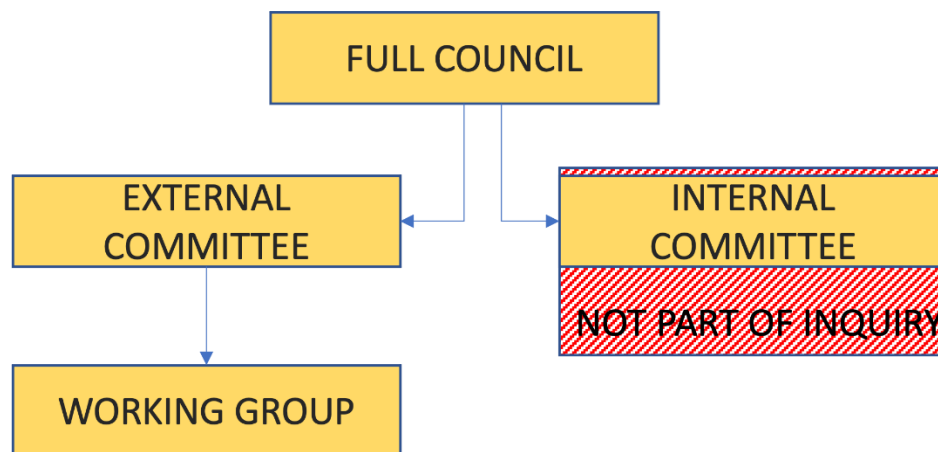 FULL COUNCIL
EXTERNAL
COMMITTEE
INTERNAL
COMMITTEE
NOT PART OF INQUIRY
WORKING GROUP